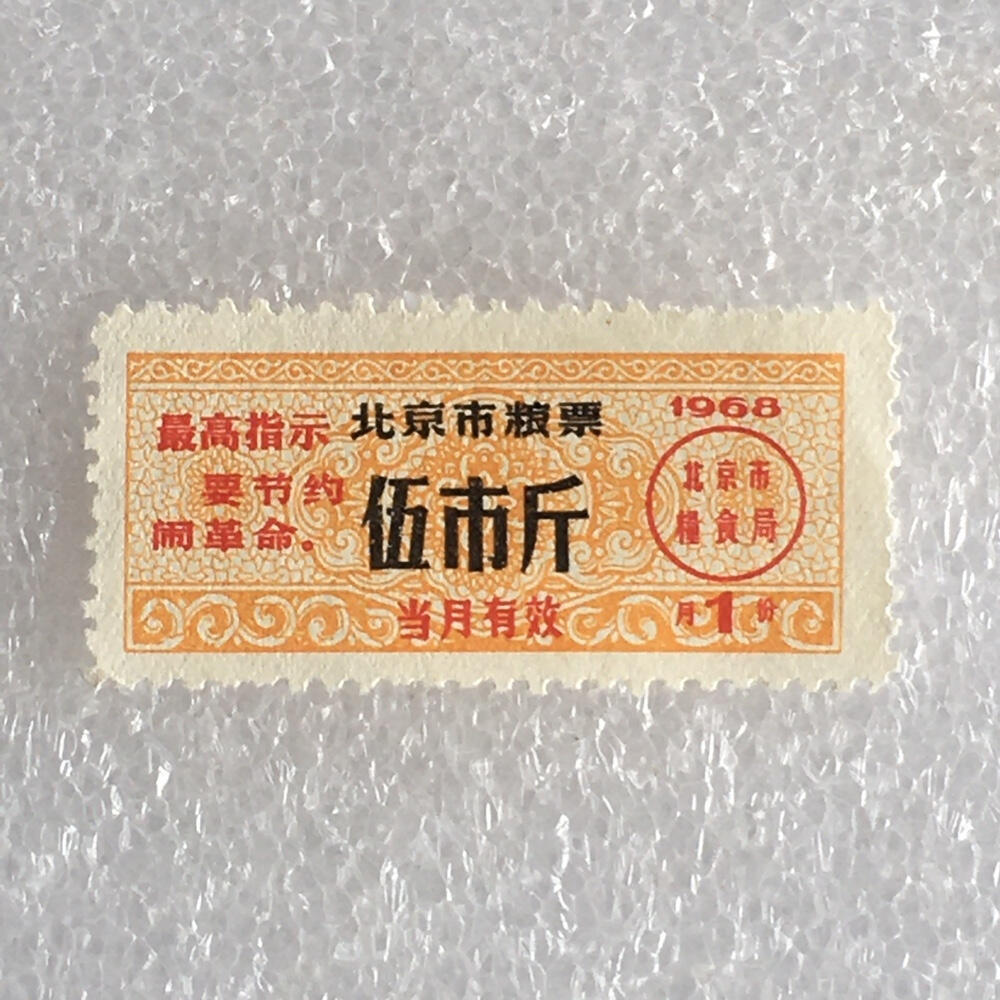 最高指示
要节约
闹革命。
北京市粮票
伍市斤
当月有效
1968
北京市
糧食局
月1份